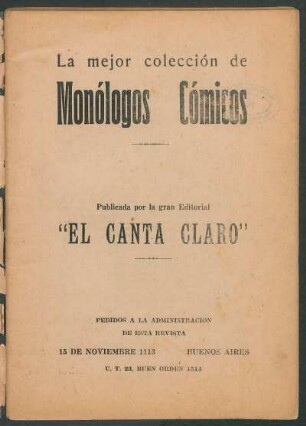 La mejor colección de
Monólogos Cómicos
Publicada por la gran Editorial
"EL CANTA CLARO"
PEDIDOS A LA ADMINISTRACION
DE ESTA REVISTA
15 DE NOVIEMBRE 1113 BUENOS AIRES
U. T. 23, BUEN ORDEN